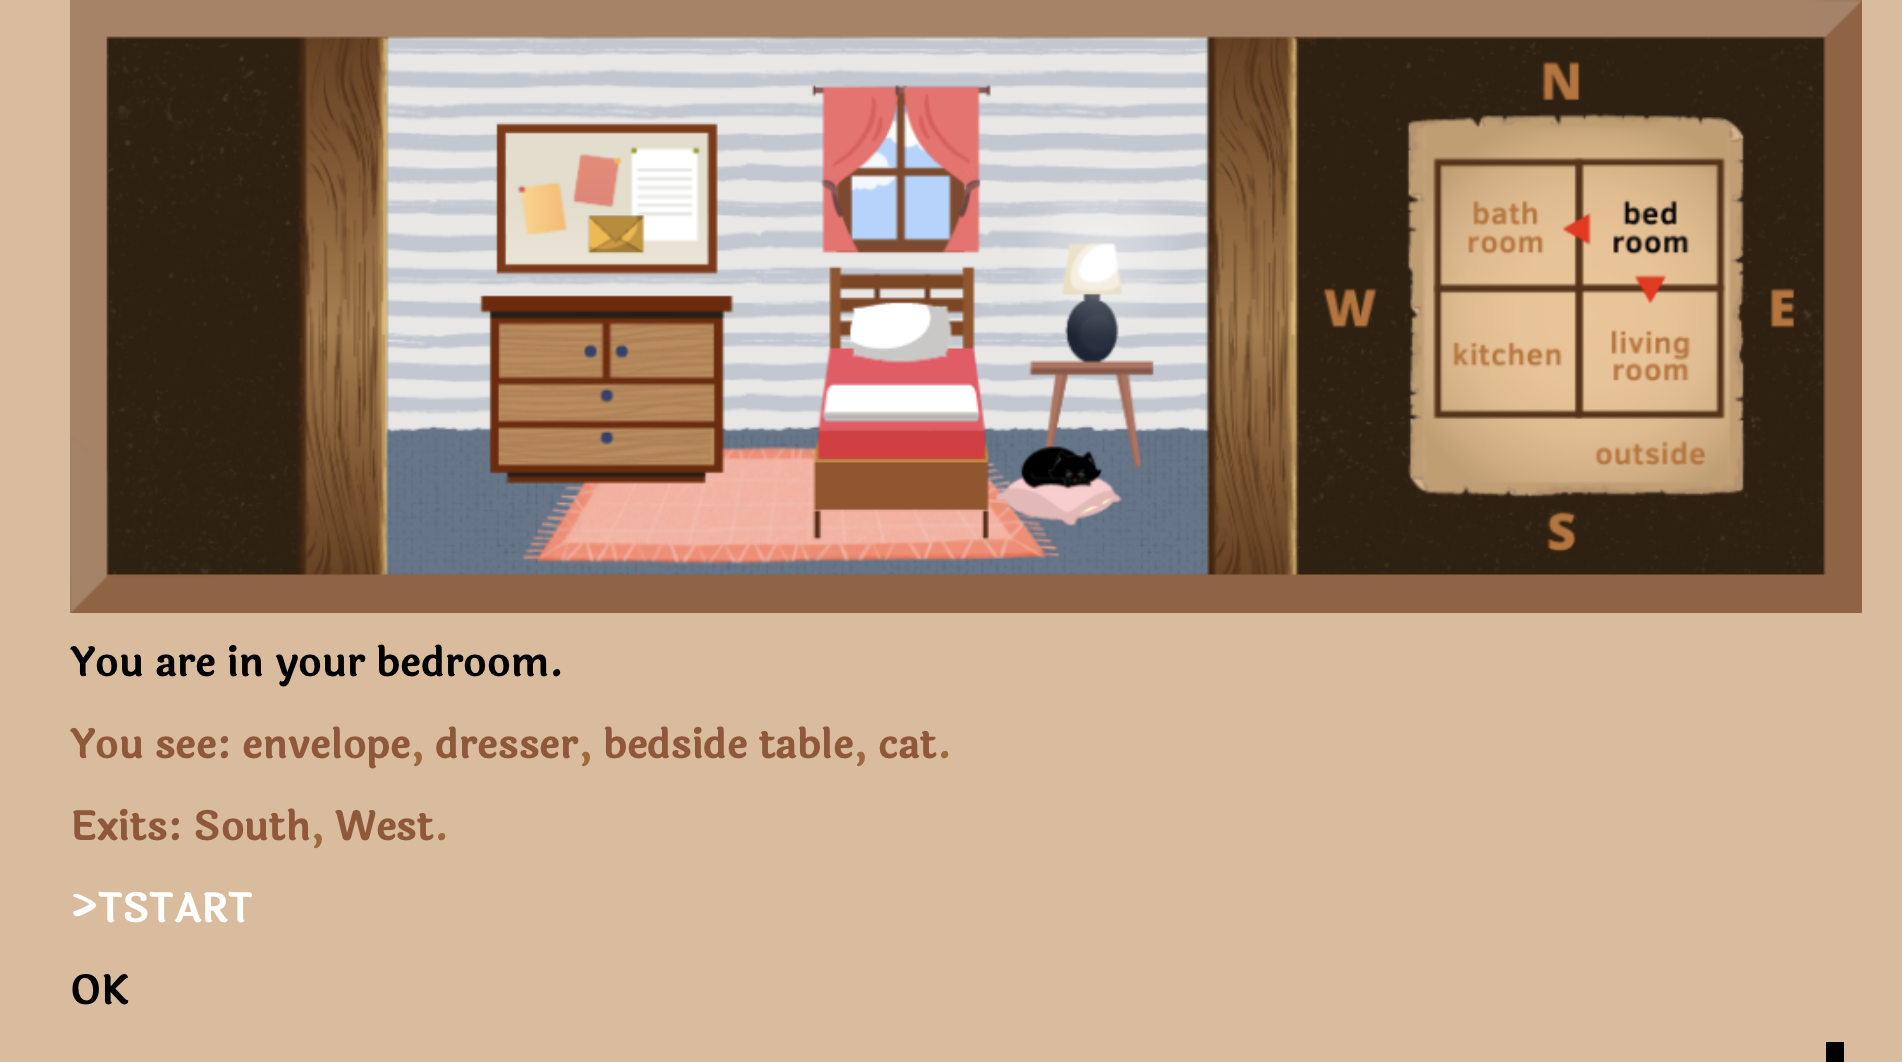 N
bath
room
bed
room
W
E
kitchen
living
room
outside
S
You are in your bedroom.
You see: envelope, dresser, bedside table, cat.
Exits: South, West.
>TSTART
OK